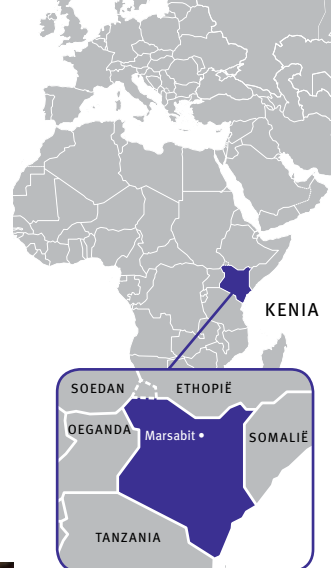 KENIA
SOEDAN ETHOPIË
OEGANDA Marsabit
SOMALIË
TANZANIA